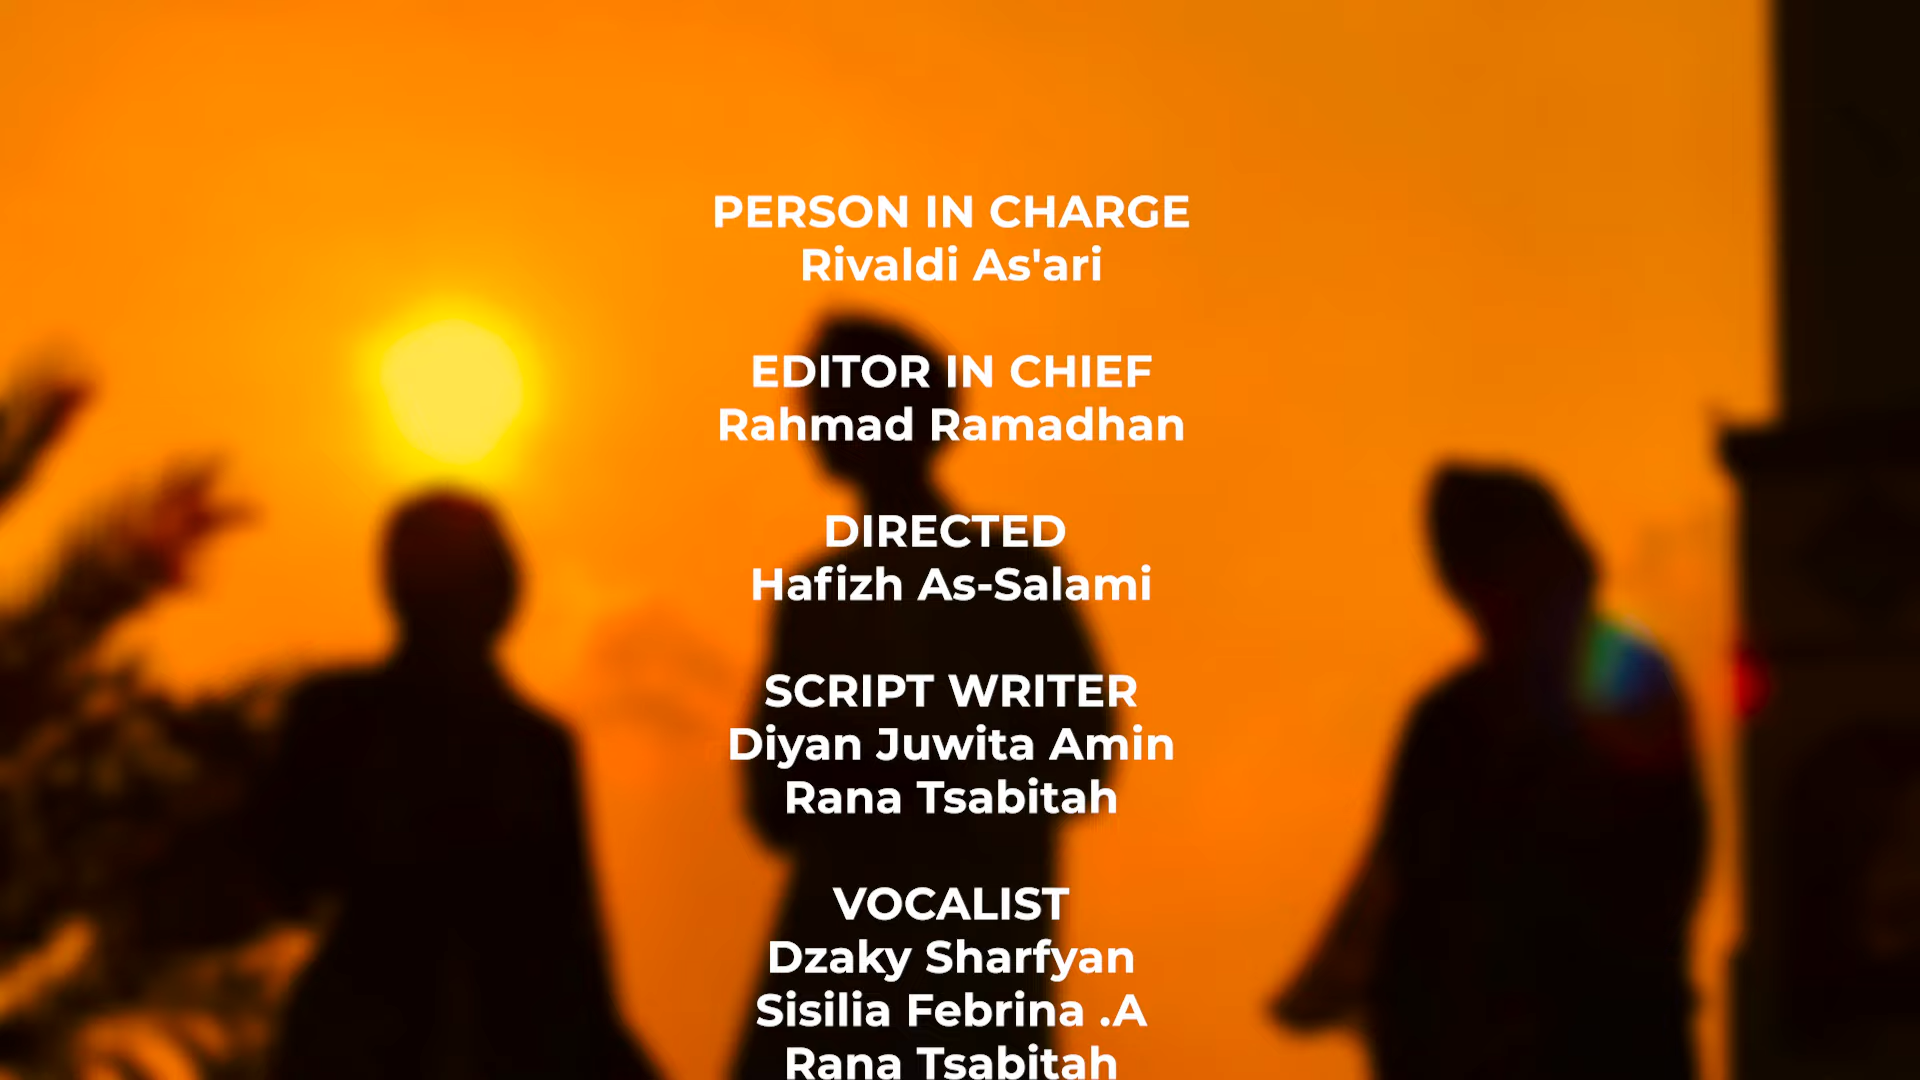 PERSON IN CHARGE
Rivaldi As'ari
EDITOR IN CHIEF
Rahmad Ramadhan
DIRECTED
Hafizh As-Salami
SCRIPT WRITER
Diyan Juwita Amin
Rana Tsabitah
VOCALIST
Dzaky Sharfyan
Sisilia Febrina .A
Rana Tsabitah